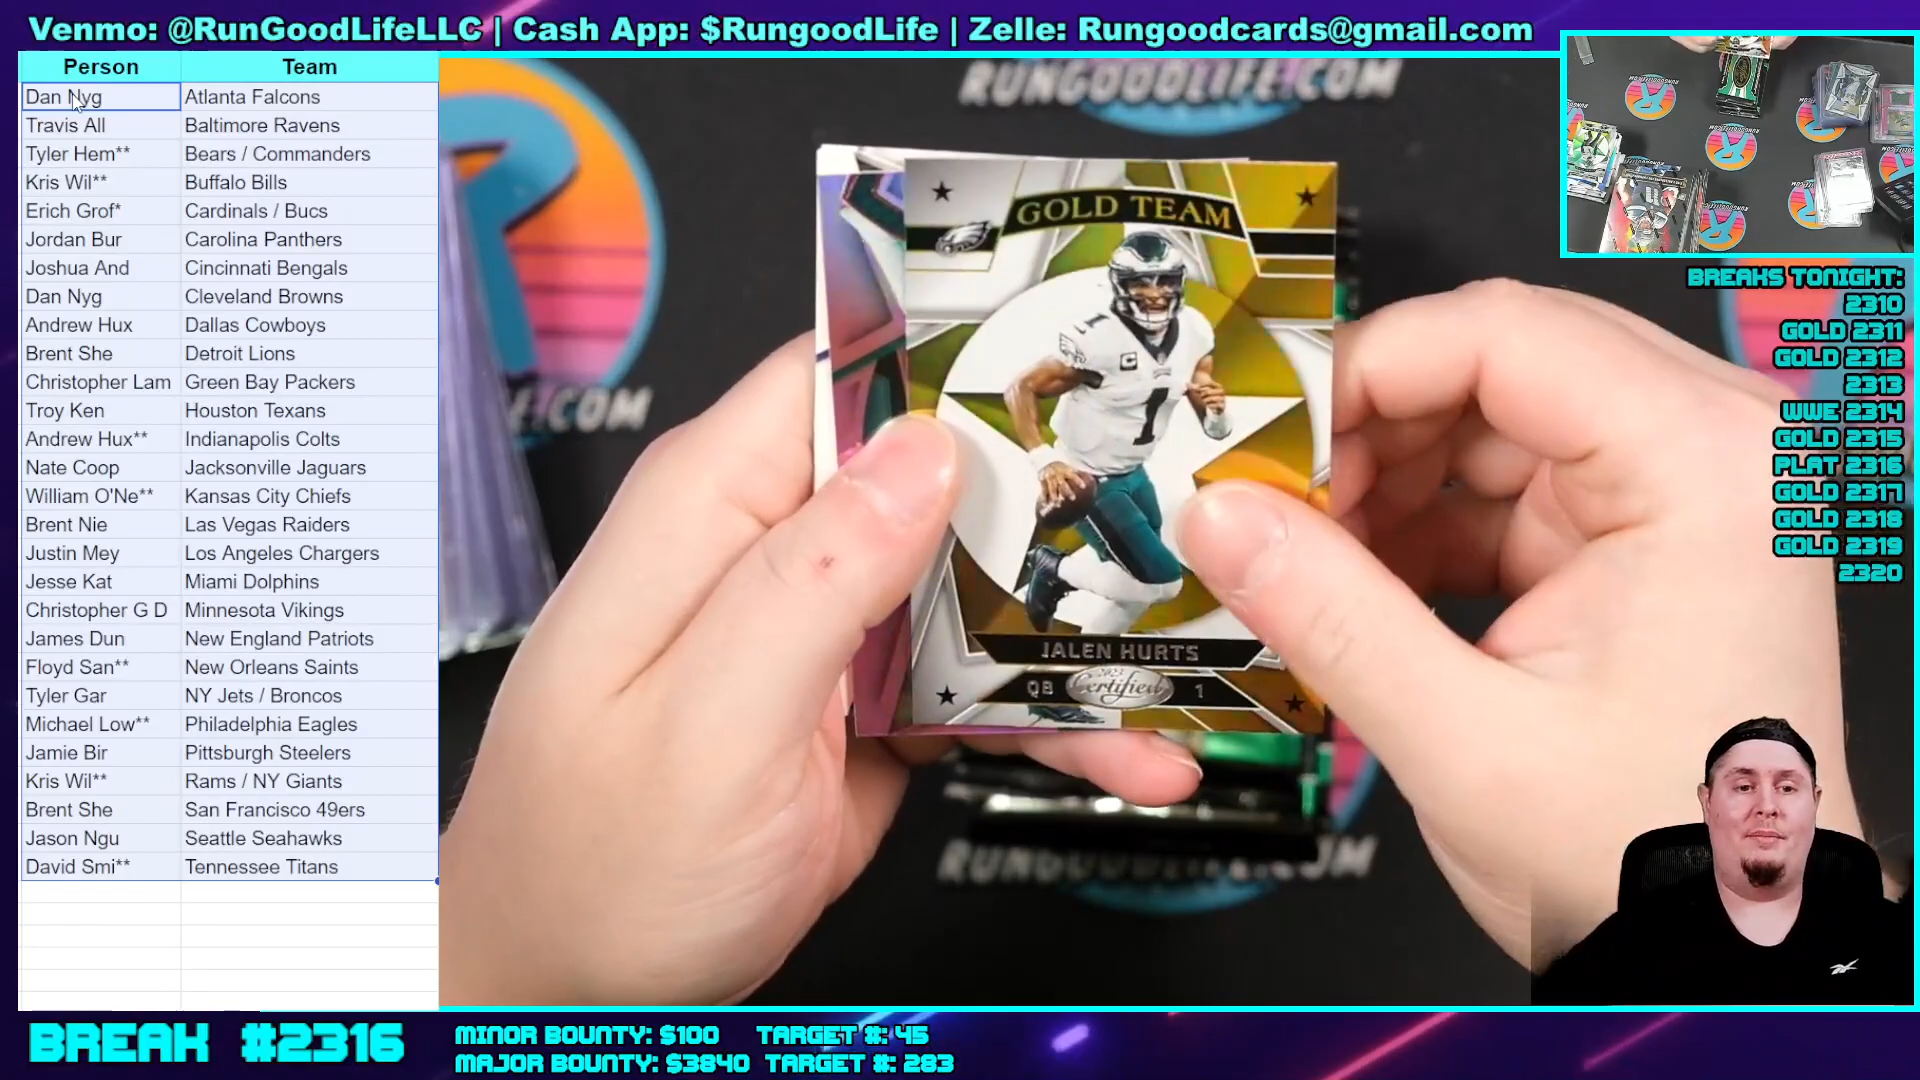 Venmo: @RunGoodLifeLLC | Cash App: $RungoodLife | Zelle: Rungoodcards@gmail.com
Person Team
Dan Nyg Atlanta Falcons
Travis All Baltimore Ravens
Tyler Hem** Bears / Commanders
Kris Wil** Buffalo Bills
Erich Grof* Cardinals / Bucs
Jordan Bur Carolina Panthers
Joshua And Cincinnati Bengals
Dan Nyg Cleveland Browns
Andrew Hux Dallas Cowboys
Brent She Detroit Lions
Christopher Lam Green Bay Packers
Troy Ken Houston Texans
Andrew Hux** Indianapolis Colts
Nate Coop Jacksonville Jaguars
William O'Ne** Kansas City Chiefs
Brent Nie Las Vegas Raiders
Justin Mey Los Angeles Chargers
Jesse Kat Miami Dolphins
Christopher G D Minnesota Vikings
James Dun New England Patriots
Floyd San** New Orleans Saints
Tyler Gar NY Jets / Broncos
Michael Low** Philadelphia Eagles
Jamie Bir Pittsburgh Steelers
Kris Wil** Rams / NY Giants
Brent She San Francisco 49ers
Jason Ngu Seattle Seahawks
David Smi** Tennessee Titans
RUNGOODLIFE.COM
E.COM
GOLD TEAM
1
1
JALEN HURTS
QB Certified 1
RUNGOODLIFE.COM
BREAKS TONIGHT:
2310
GOLD 2311
GOLD 2312
2313
WWE 2314
GOLD 2315
PLAT 2316
GOLD 2317
GOLD 2318
GOLD 2319
2320
BREAK #2316
MINOR BOUNTY: $100 TARGET #: 45
MAJOR BOUNTY: $3840 TARGET #: 283